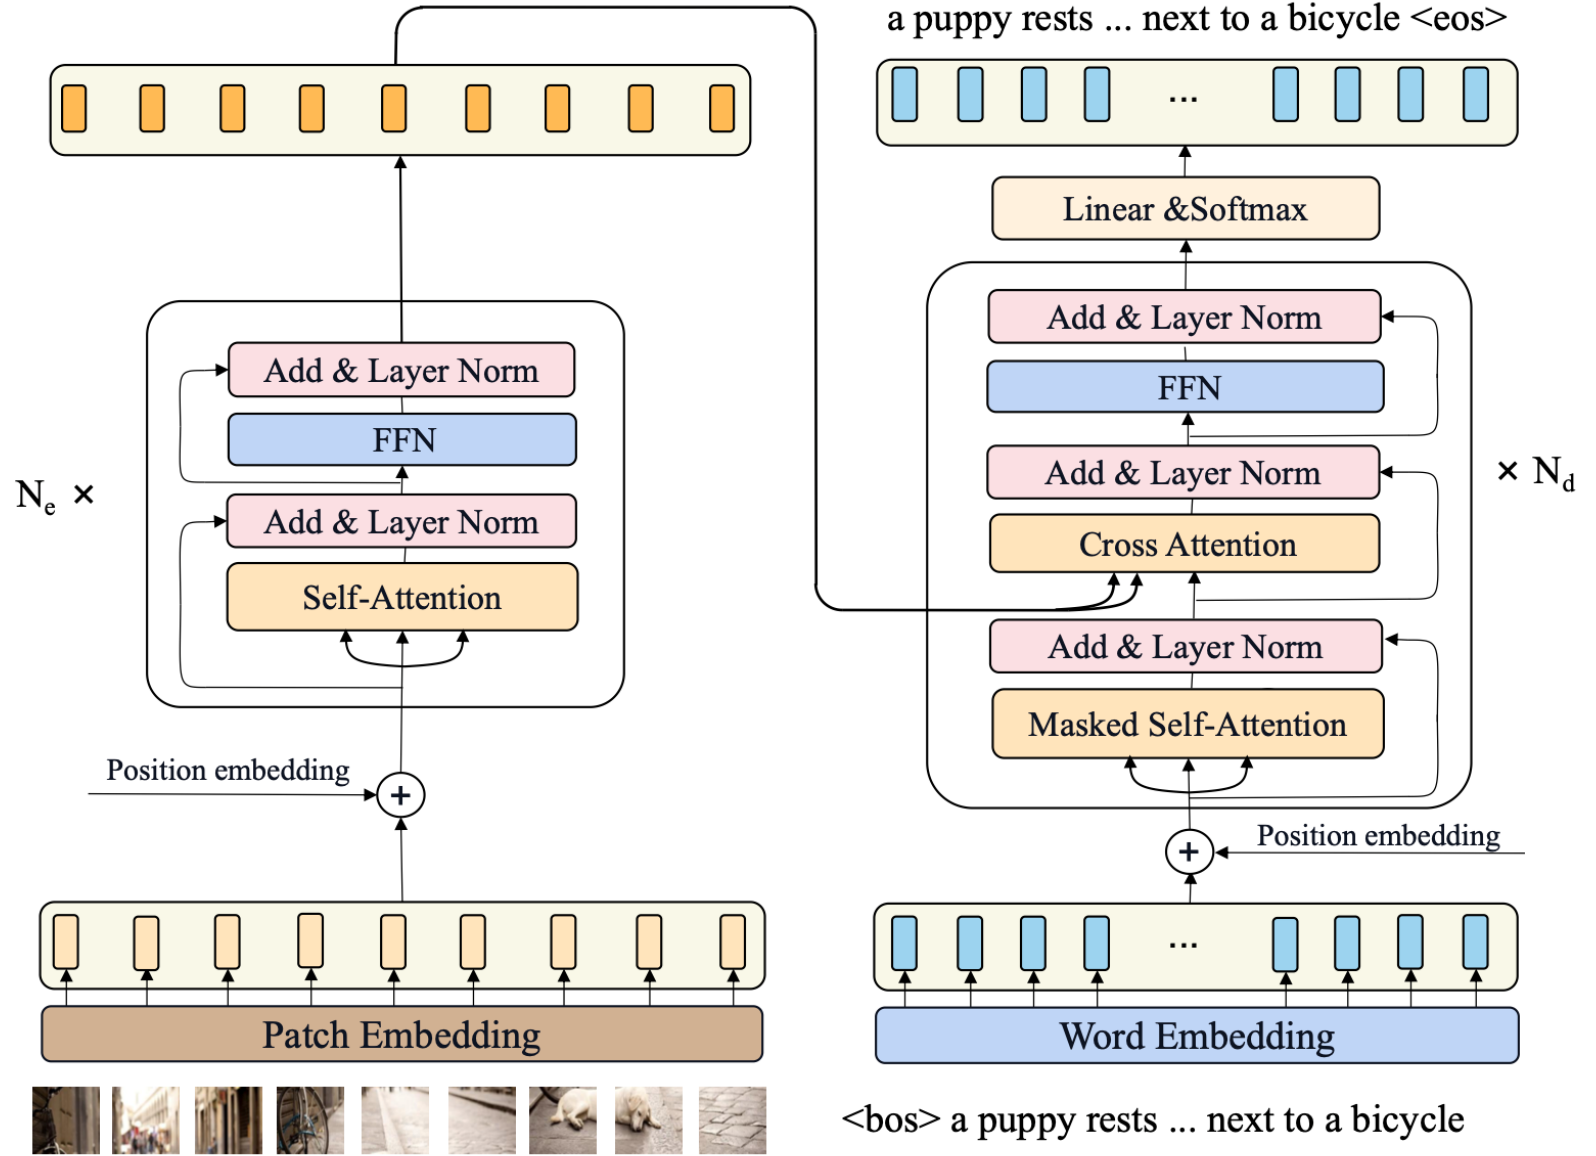 a puppy rests ... next to a bicycle <eos>
...
Linear &Softmax
Add & Layer Norm
FFN
Add & Layer Norm
Cross Attention
Add & Layer Norm
Masked Self-Attention
× N_d
+
Position embedding
...
Word Embedding
<bos> a puppy rests ... next to a bicycle
Add & Layer Norm
FFN
Add & Layer Norm
Self-Attention
N_e ×
Position embedding
+
Patch Embedding